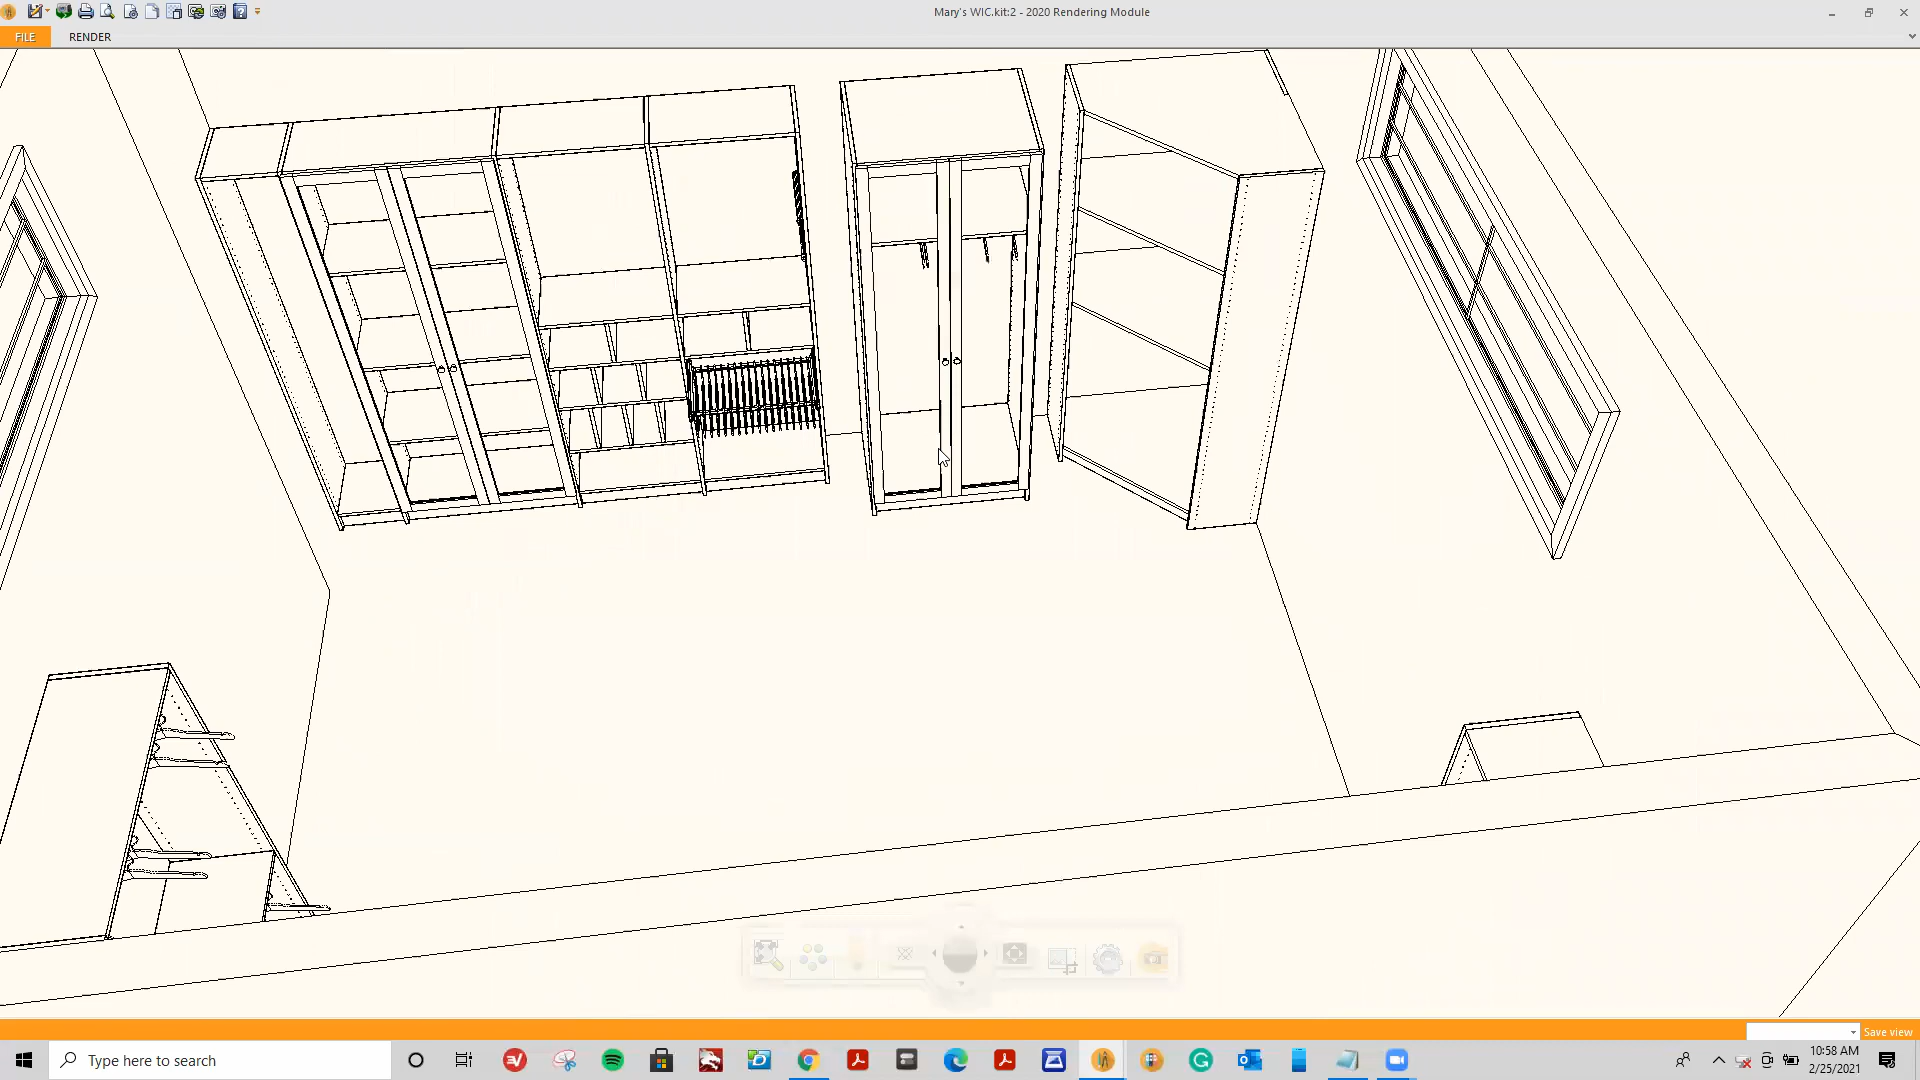 Mary's WIC.kit:2 - 2020 Rendering Module
FILE RENDER
Save view
Type here to search
10:58 AM
2/25/2021